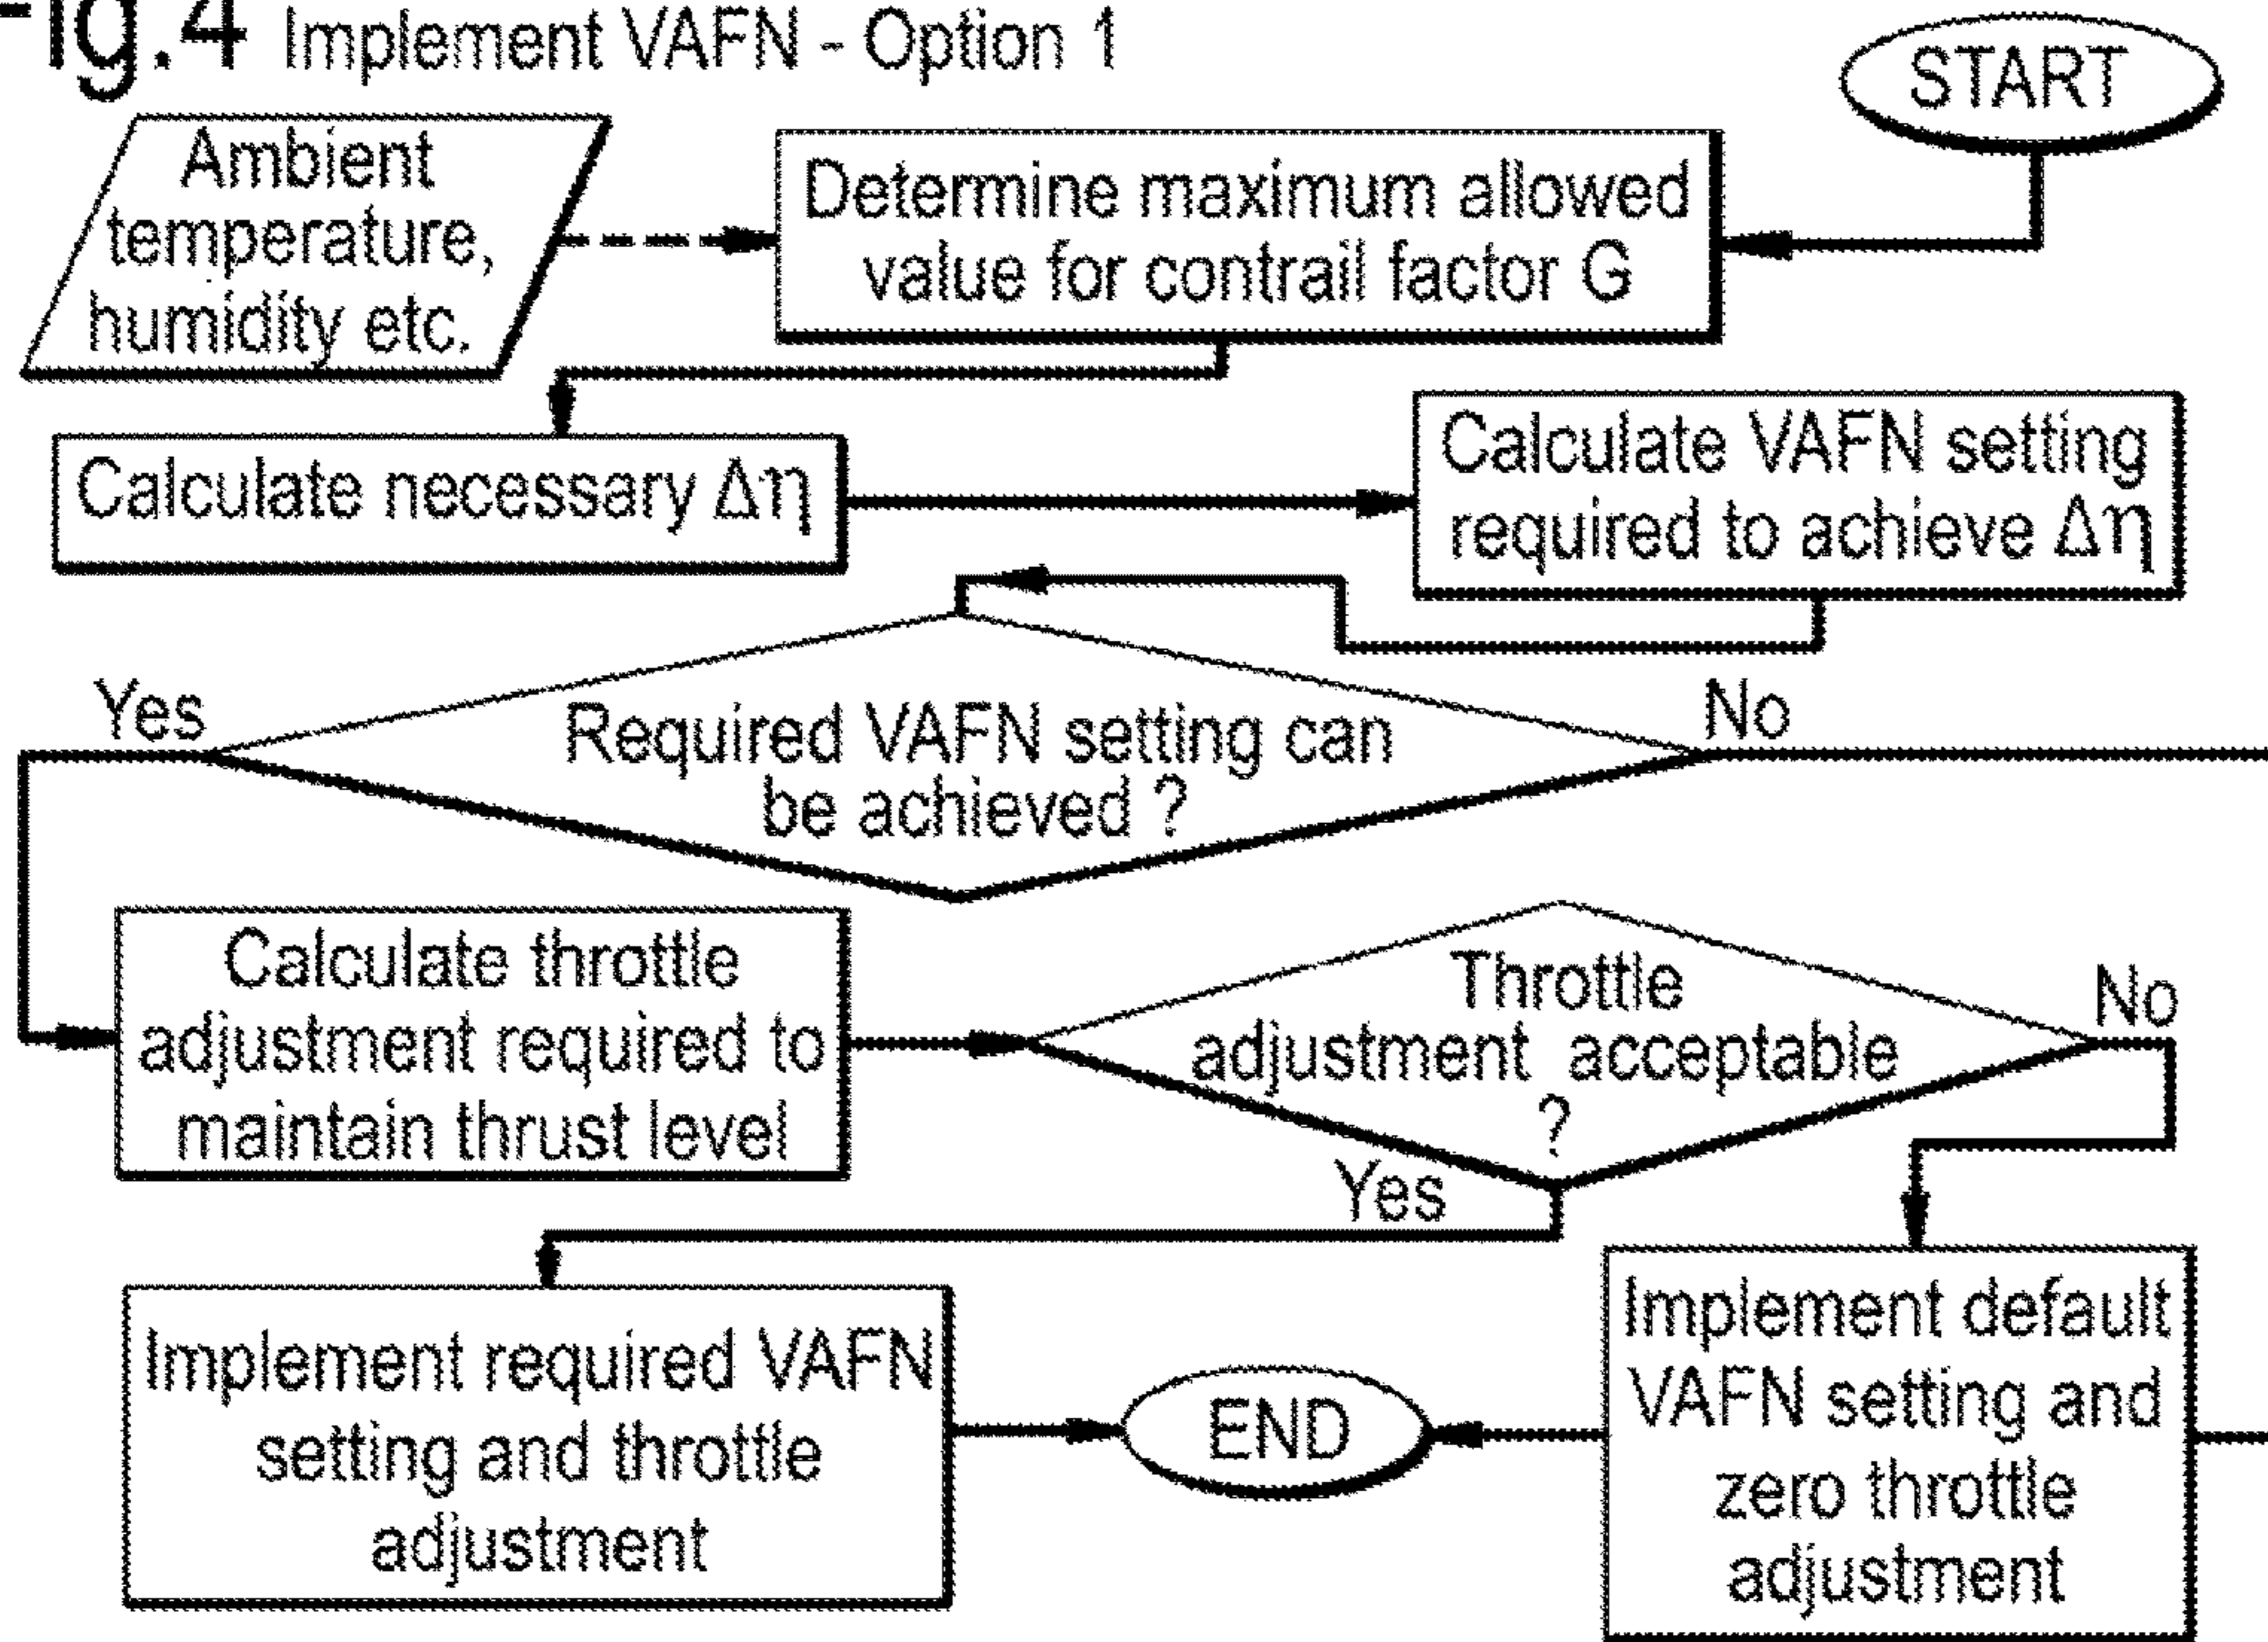 Fig.4 Implement VAFN - Option 1
START
Ambient
temperature,
humidity etc.
Determine maximum allowed
value for contrail factor G
Calculate necessary Δη
Calculate VAFN setting
required to achieve Δη
Yes
Required VAFN setting can
be achieved ?
No
Calculate throttle
adjustment required to
maintain thrust level
Throttle
adjustment acceptable
?
No
Yes
Implement required VAFN
setting and throttle
adjustment
END
Implement default
VAFN setting and
zero throttle
adjustment